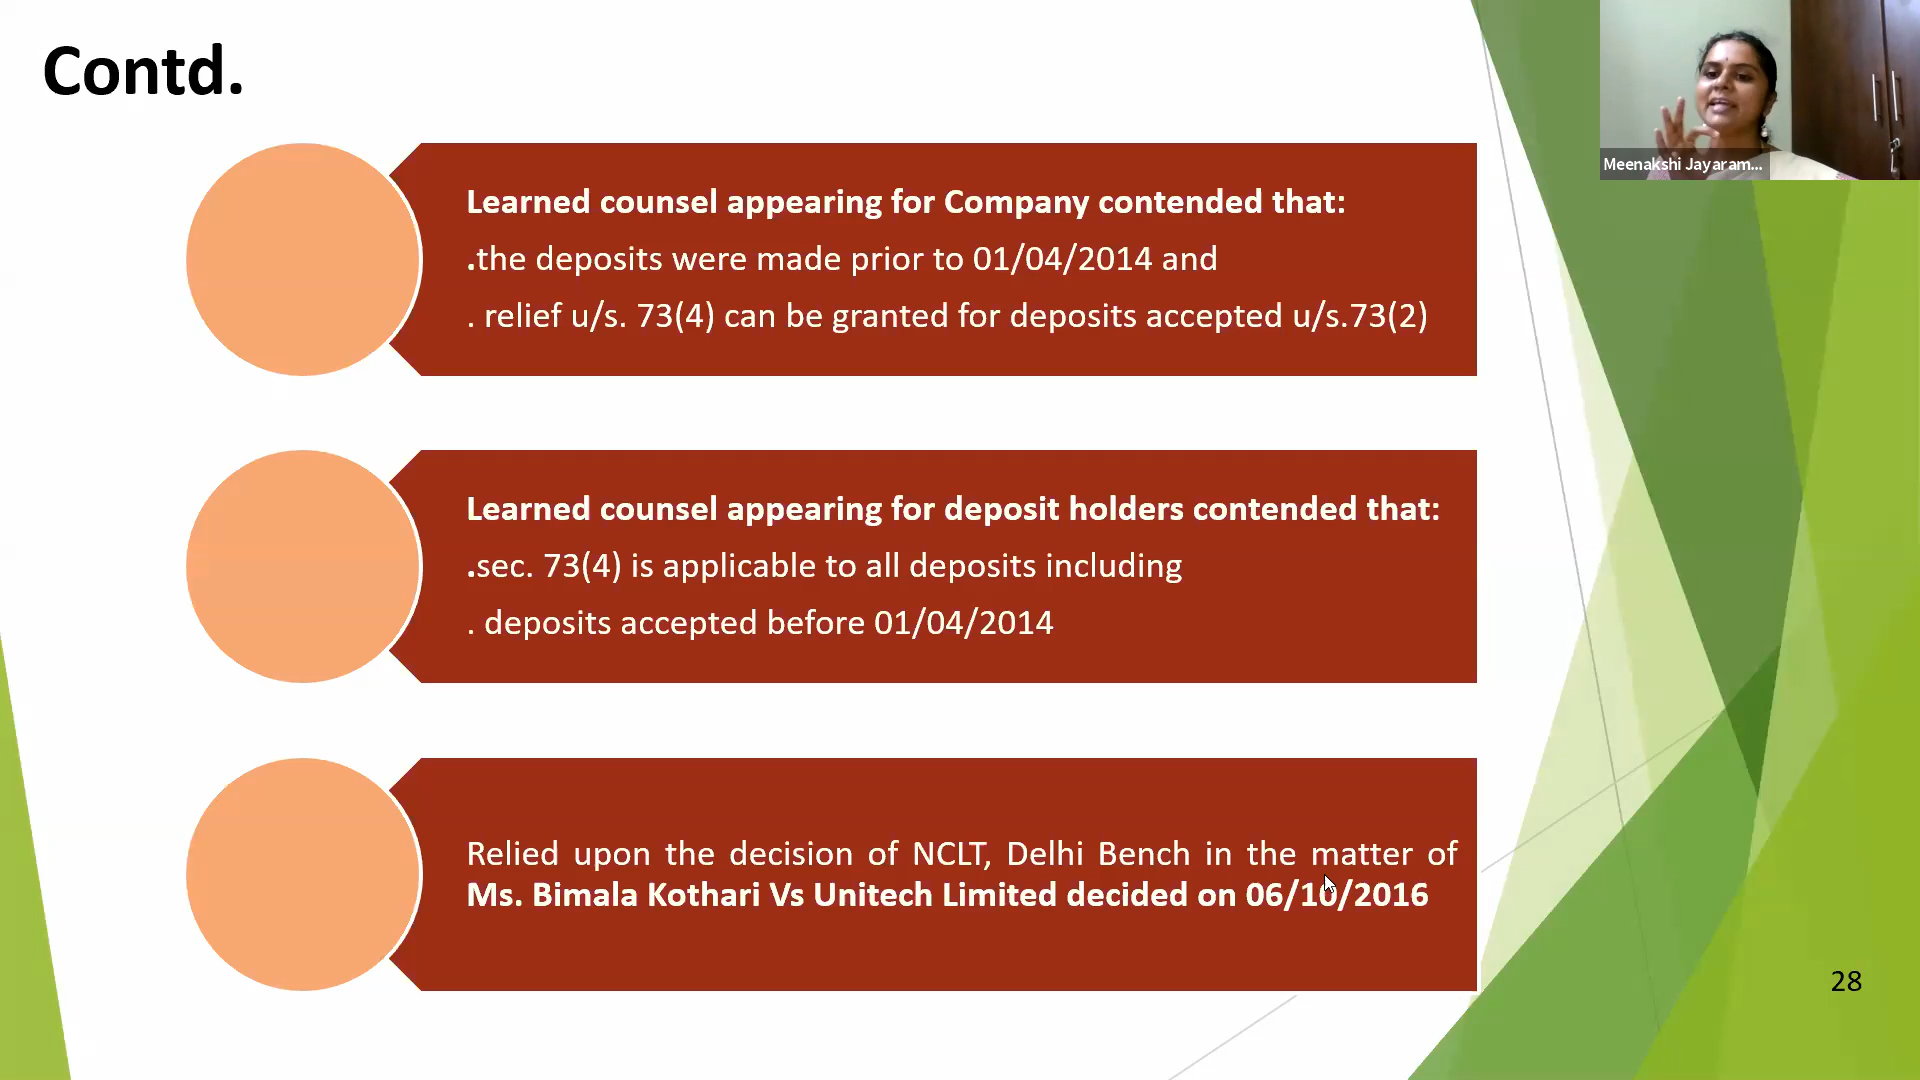 Contd.
Meenakshi Jayaram...
Learned counsel appearing for Company contended that:
.the deposits were made prior to 01/04/2014 and
. relief u/s. 73(4) can be granted for deposits accepted u/s.73(2)
Learned counsel appearing for deposit holders contended that:
.sec. 73(4) is applicable to all deposits including
. deposits accepted before 01/04/2014
Relied upon the decision of NCLT, Delhi Bench in the matter of
Ms. Bimala Kothari Vs Unitech Limited decided on 06/10/2016
28